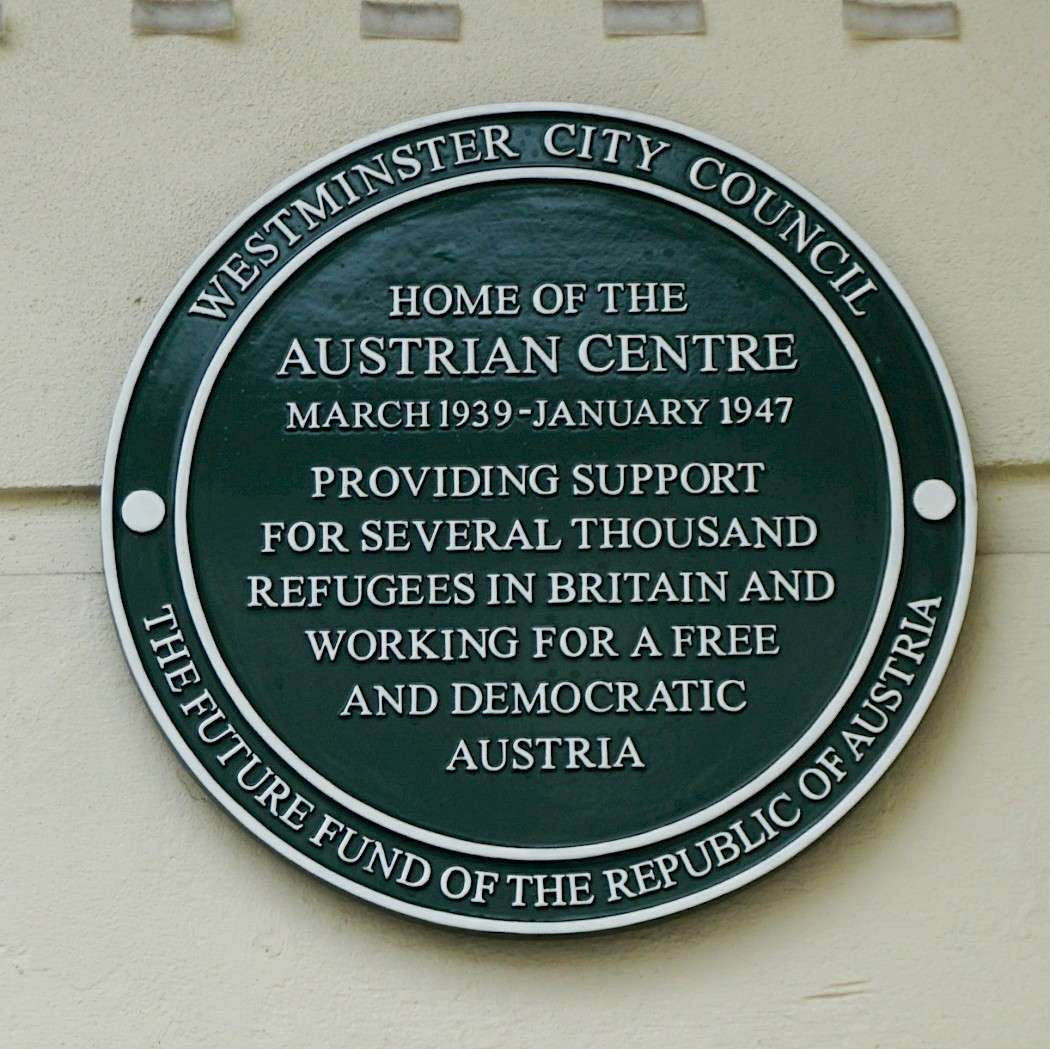 WESTMINSTER CITY COUNCIL
HOME OF THE
AUSTRIAN CENTRE
MARCH 1939-JANUARY 1947
PROVIDING SUPPORT
FOR SEVERAL THOUSAND
REFUGEES IN BRITAIN AND
WORKING FOR A FREE
AND DEMOCRATIC
AUSTRIA
THE FUTURE FUND OF THE REPUBLIC OF AUSTRIA